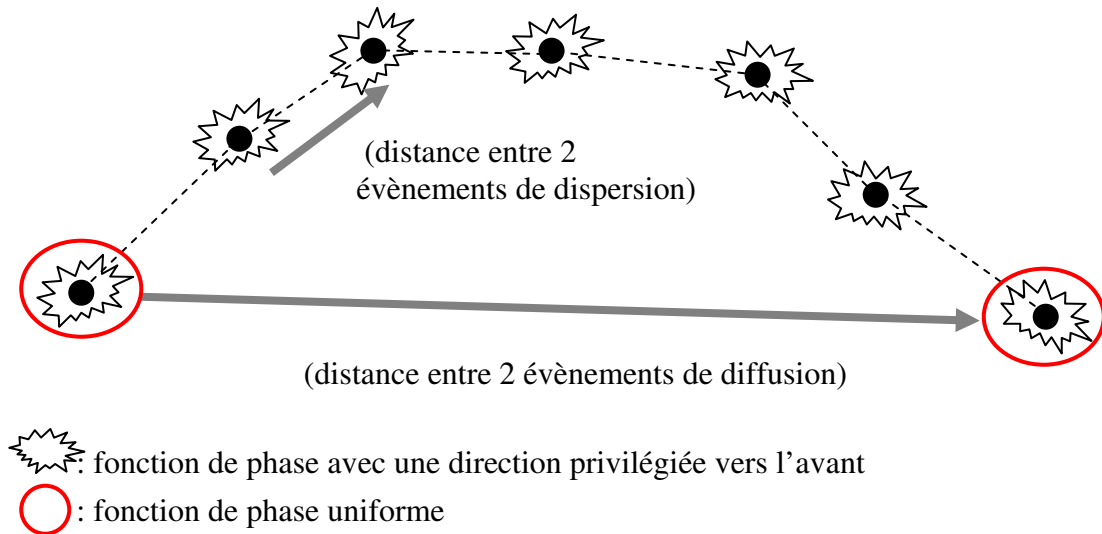 (distance entre 2
évènements de dispersion)
(distance entre 2 évènements de diffusion)
: fonction de phase avec une direction privilégiée vers l'avant
: fonction de phase uniforme